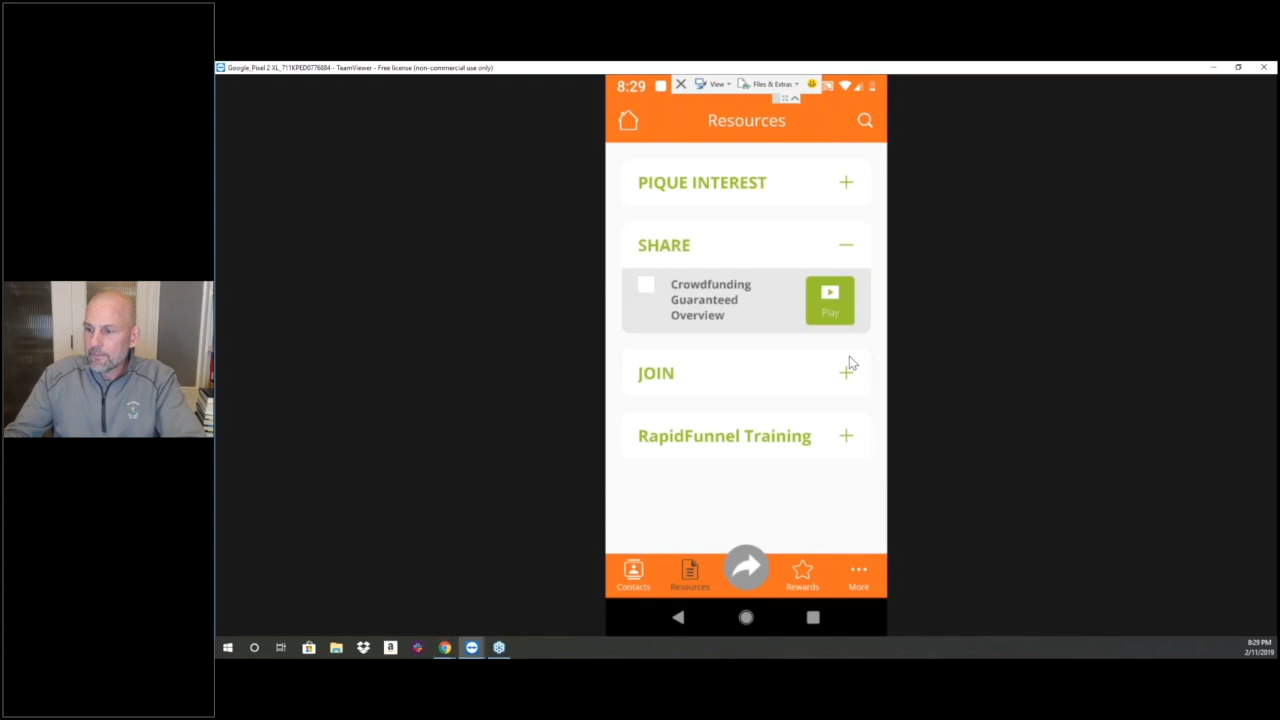 Google_Pixel 2 XL_711KPED0776884 - TeamViewer - Free license (non-commercial use only)
8:29
View
Files & Extras
Resources
PIQUE INTEREST
SHARE
Crowdfunding
Guaranteed
Overview
Play
JOIN
RapidFunnel Training
Contacts
Resources
Rewards
More
a
8:29 PM
2/11/2019